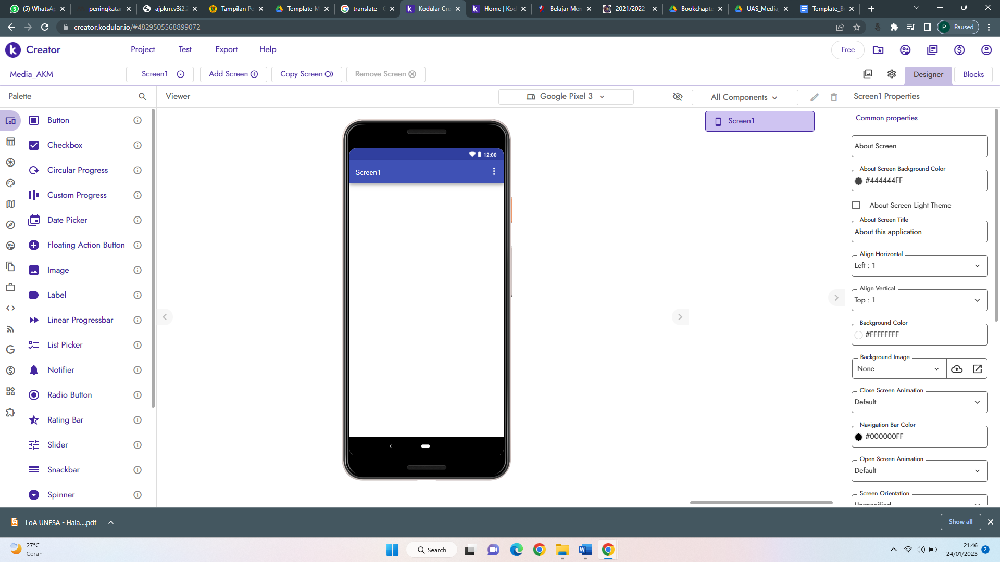 (5) WhatsAp
peningkatan
ajpkm.v3i2.2
Tampilan Pe
Template M
translate - G
Kodular Cre
Home | Kod
Belajar Men
2021/2022-
Bookchapte
UAS_Media
Template_B
creator.kodular.io/#4829505568899072
P Paused
k Creator
Project
Test
Export
Help
Free
Media_AKM
Screen1
Add Screen
Copy Screen
Remove Screen
Designer
Blocks
Palette
Viewer
Google Pixel 3
All Components
Screen1 Properties
Button
Checkbox
Circular Progress
Custom Progress
Date Picker
Floating Action Button
Image
Label
Linear Progressbar
List Picker
Notifier
Radio Button
Rating Bar
Slider
Snackbar
Spinner
12:00
Screen1
Screen1
Common properties
About Screen
About Screen Background Color
#444444FF
About Screen Light Theme
About Screen Title
About this application
Align Horizontal
Left : 1
Align Vertical
Top : 1
Background Color
#FFFFFFFF
Background Image
None
Close Screen Animation
Default
Navigation Bar Color
#000000FF
Open Screen Animation
Default
Screen Orientation
Unspecified
LoA UNESA - Hala....pdf
Show all
27°C
Cerah
Search
21:46
24/01/2023
2